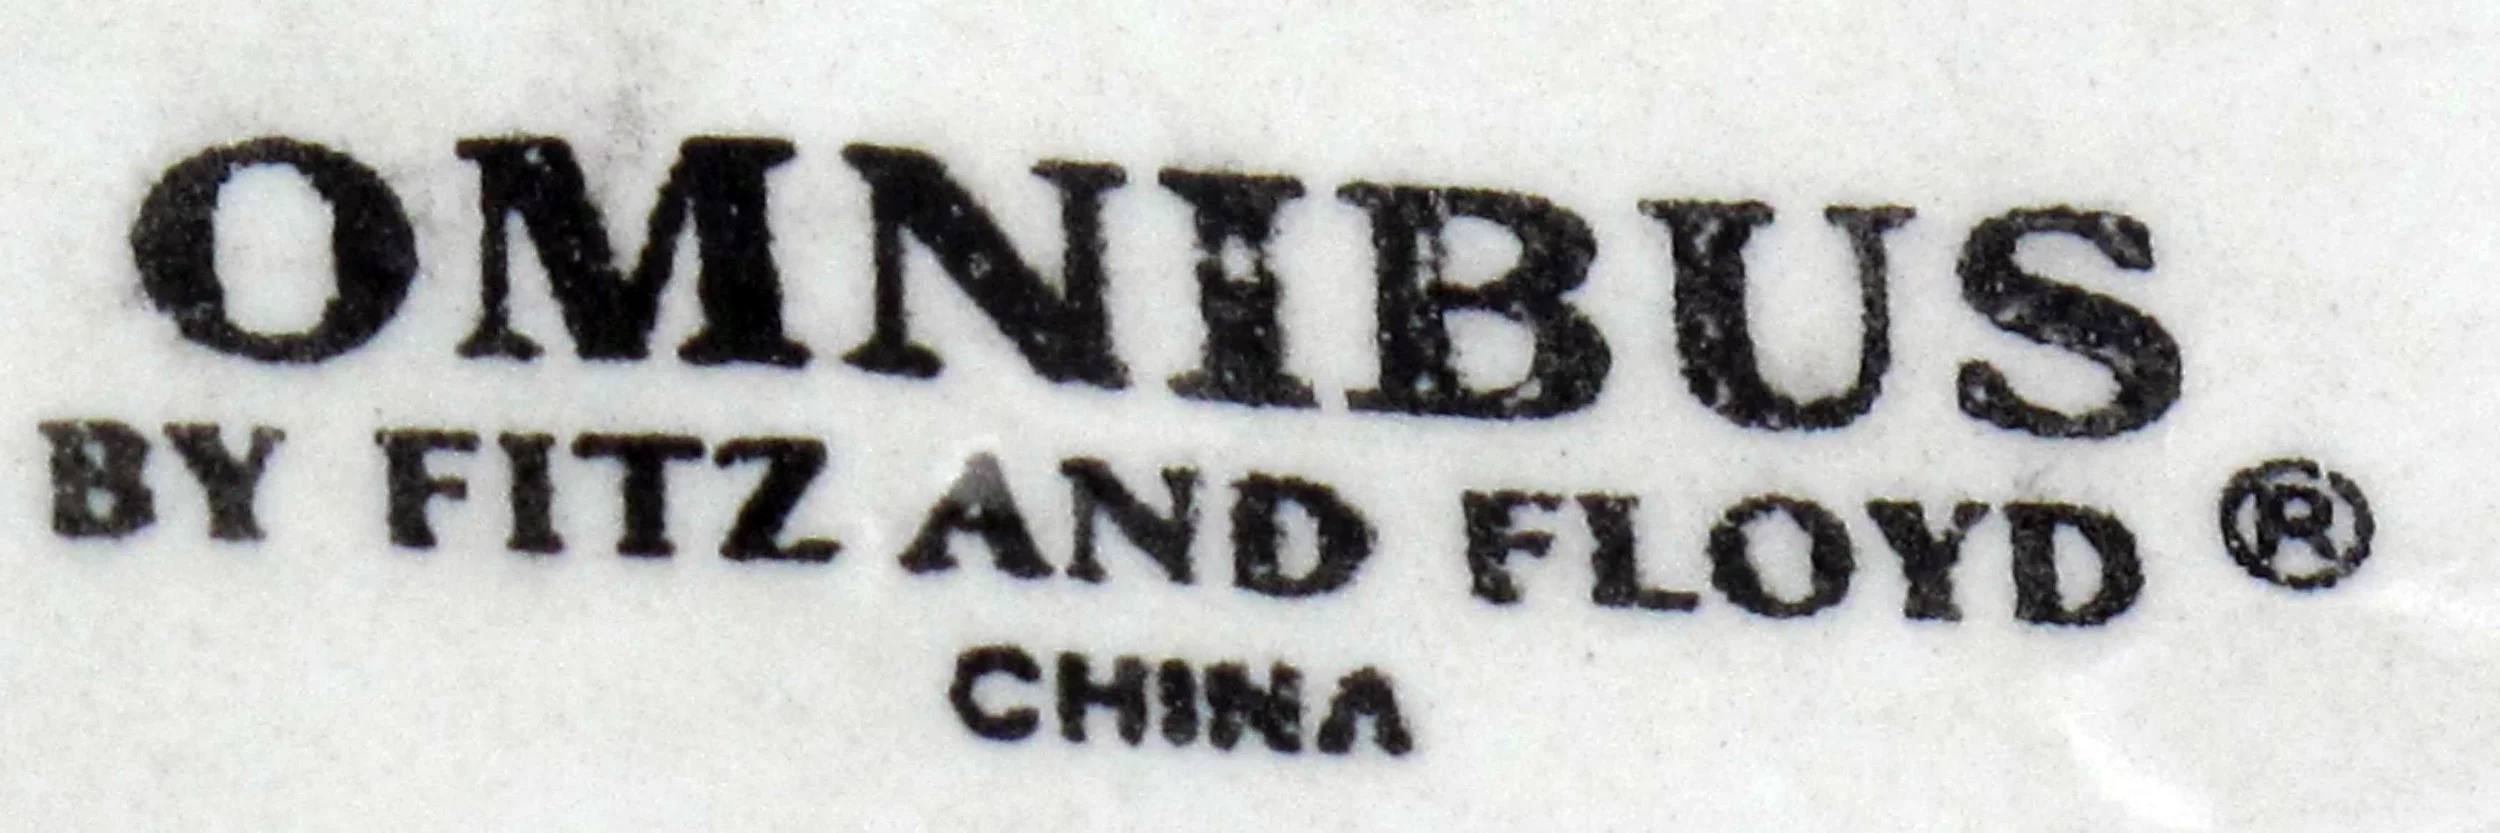 OMNIBUS
BY FITZ AND FLOYD ®
CHINA